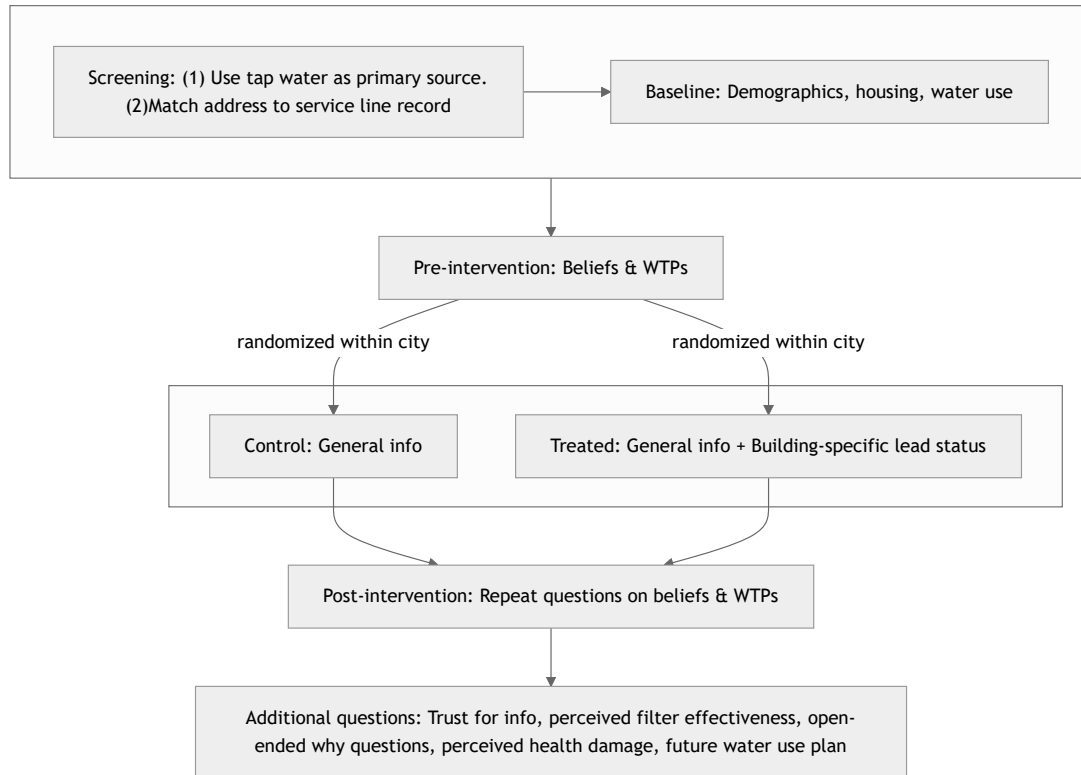 Screening: (1) Use tap water as primary source.
(2)Match address to service line record
Baseline: Demographics, housing, water use
Pre-intervention: Beliefs & WTPs
randomized within city
randomized within city
Control: General info
Treated: General info + Building-specific lead status
Post-intervention: Repeat questions on beliefs & WTPs
Additional questions: Trust for info, perceived filter effectiveness, open-
ended why questions, perceived health damage, future water use plan